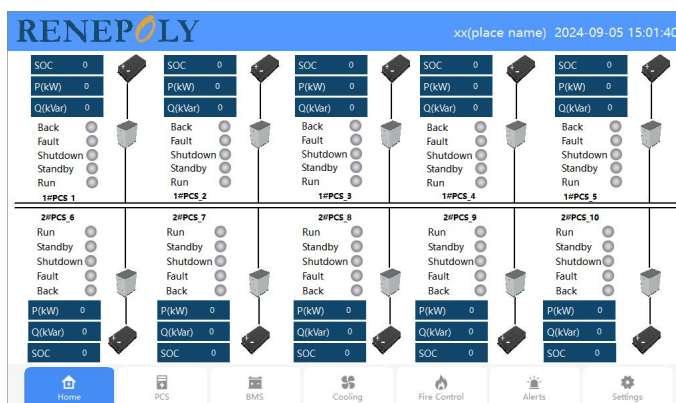 RENEPOLY
xx(place name) 2024-09-05 15:01:40
SOC 0 SOC 0 SOC 0 SOC 0 SOC 0
P(kW) 0 P(kW) 0 P(kW) 0 P(kW) 0 P(kW) 0
Q(kVar) 0 Q(kVar) 0 Q(kVar) 0 Q(kVar) 0 Q(kVar) 0
Back Back Back Back Back
Fault Fault Fault Fault Fault
Shutdown Shutdown Shutdown Shutdown Shutdown
Standby Standby Standby Standby Standby
Run Run Run Run Run
1#PCS_1 1#PCS_2 1#PCS_3 1#PCS_4 1#PCS_5
2#PCS_6 2#PCS_7 2#PCS_8 2#PCS_9 2#PCS_10
Run Run Run Run Run
Standby Standby Standby Standby Standby
Shutdown Shutdown Shutdown Shutdown Shutdown
Fault Fault Fault Fault Fault
Back Back Back Back Back
P(kW) 0 P(kW) 0 P(kW) 0 P(kW) 0 P(kW) 0
Q(kVar) 0 Q(kVar) 0 Q(kVar) 0 Q(kVar) 0 Q(kVar) 0
SOC 0 SOC 0 SOC 0 SOC 0 SOC 0
Home PCS BMS Cooling Fire Control Alerts Settings